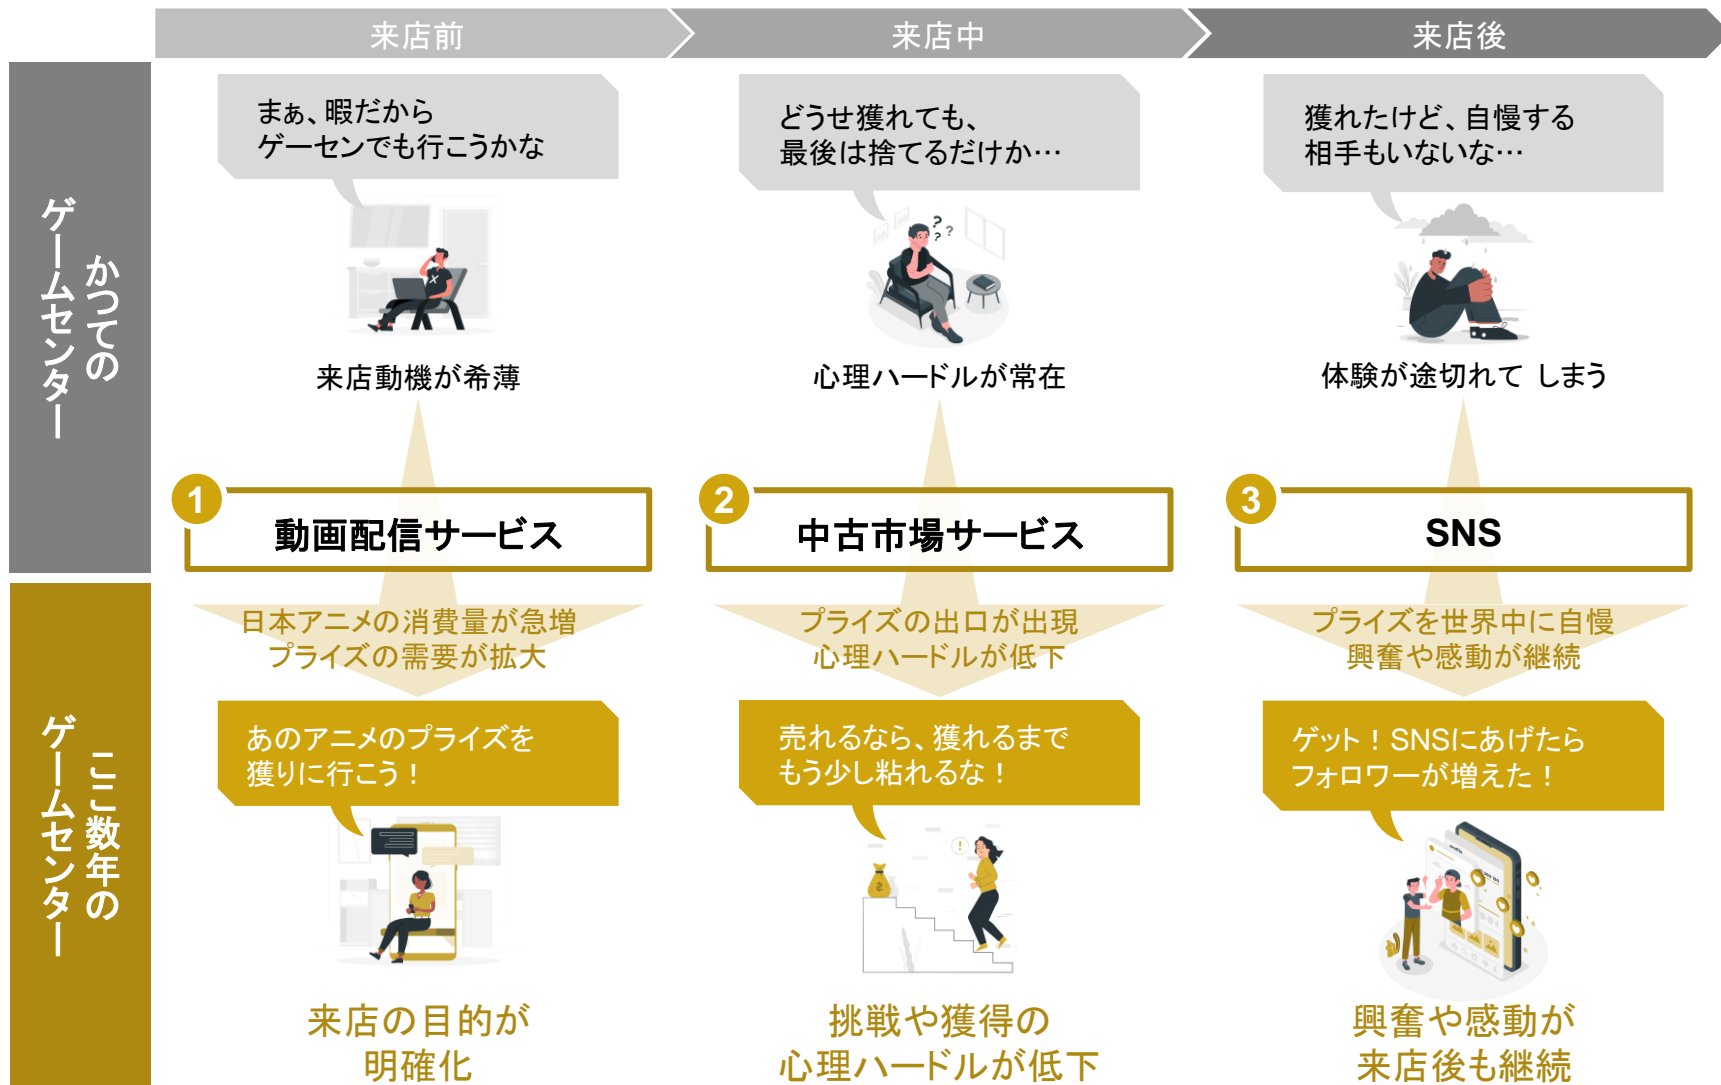 来店前
来店中
来店後
かつての
ゲームセンター
まぁ、暇だから
ゲーセンでも行こうかな
どうせ獲れても、
最後は捨てるだけか…
獲れたけど、自慢する
相手もいないな…
来店動機が希薄
心理ハードルが常在
体験が途切れて しまう
1
動画配信サービス
2
中古市場サービス
3
SNS
ここ数年の
ゲームセンター
日本アニメの消費量が急増
プライズの需要が拡大
プライズの出口が出現
心理ハードルが低下
プライズを世界中に自慢
興奮や感動が継続
あのアニメのプライズを
獲りに行こう！
売れるなら、獲れるまで
もう少し粘れるな！
ゲット！SNSにあげたら
フォロワーが増えた！
来店の目的が
明確化
挑戦や獲得の
心理ハードルが低下
興奮や感動が
来店後も継続